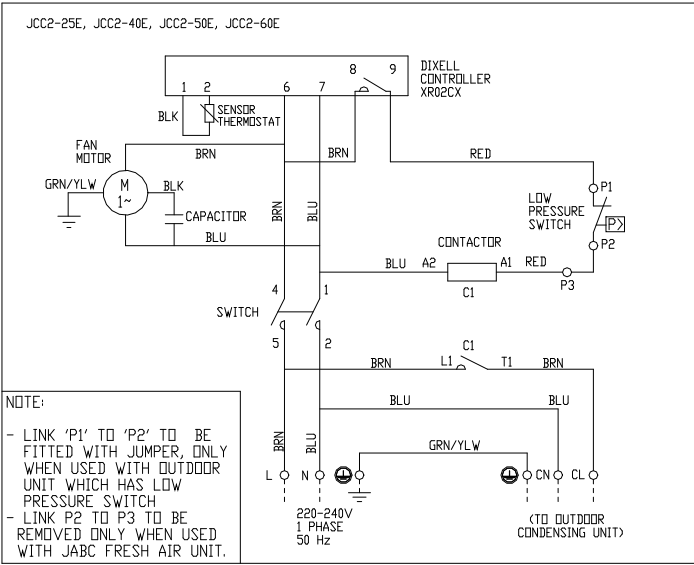 JCC2-25E, JCC2-40E, JCC2-50E, JCC2-60E
DIXELL
CONTROLLER
XR02CX
8 9
1 2 6 7
BLK
SENSOR
THERMOSTAT
FAN
MOTOR
BRN
BRN
RED
GRN/YLW
M
1~
BLK
CAPACITOR
BRN
BLU
BLU
LOW
PRESSURE
SWITCH
P1
P>
P2
CONTACTOR
BLU A2 A1 RED
C1
P3
4 1
SWITCH
5 2
C1
BRN L1 T1 BRN
BLU BLU
BRN
BLU
GRN/YLW
L N CN CL
220-240V
1 PHASE
50 Hz
(TO OUTDOOR
CONDENSING UNIT)
NOTE:
- LINK 'P1' TO 'P2' TO BE
FITTED WITH JUMPER, ONLY
WHEN USED WITH OUTDOOR
UNIT WHICH HAS LOW
PRESSURE SWITCH
- LINK P2 TO P3 TO BE
REMOVED ONLY WHEN USED
WITH JABC FRESH AIR UNIT.